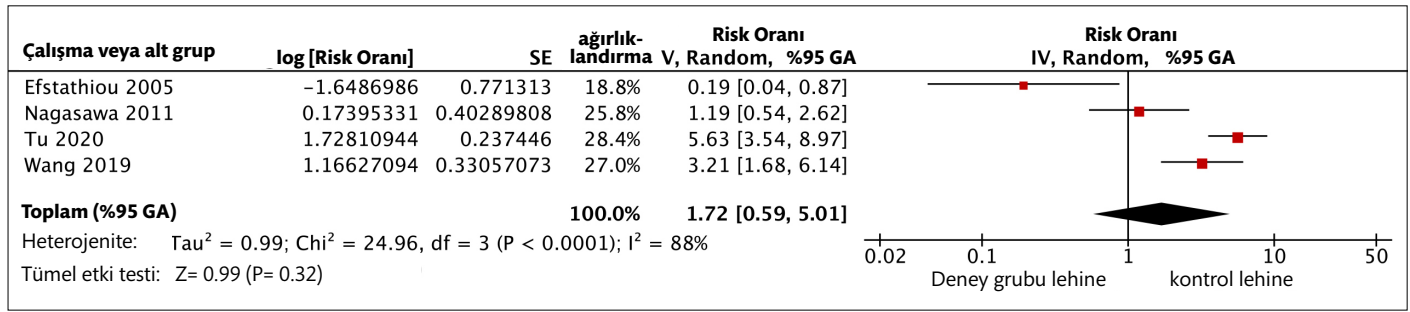 ağırlık- Risk Oranı Risk Oranı
Çalışma veya alt grup log [Risk Oranı] SE landırma V, Random, %95 GA IV, Random, %95 GA
Efstathiou 2005 −1.6486986 0.771313 18.8% 0.19 [0.04, 0.87]
Nagasawa 2011 0.17395331 0.40289808 25.8% 1.19 [0.54, 2.62]
Tu 2020 1.72810944 0.237446 28.4% 5.63 [3.54, 8.97]
Wang 2019 1.16627094 0.33057073 27.0% 3.21 [1.68, 6.14]
Toplam (%95 GA) 100.0% 1.72 [0.59, 5.01]
Heterojenite: Tau² = 0.99; Chi² = 24.96, df = 3 (P < 0.0001); I² = 88%
Tümel etki testi: Z= 0.99 (P= 0.32)
0.02 0.1 1 10 50
Deney grubu lehine kontrol lehine